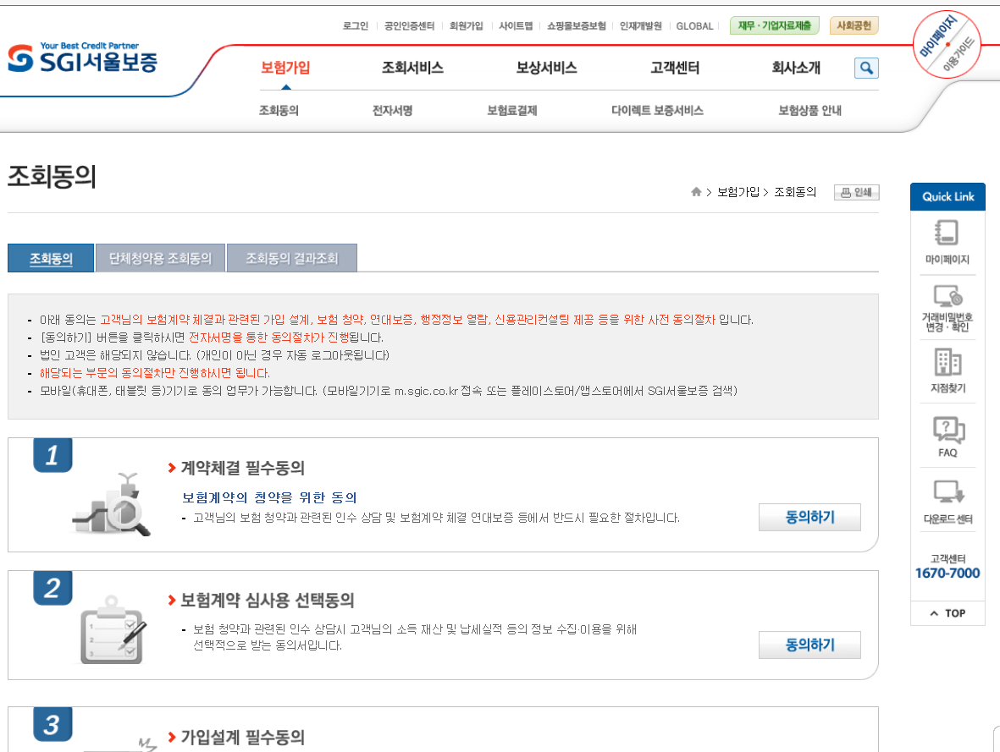 로그인 공인인증센터 회원가입 사이트맵 쇼핑몰보증보험 인재개발원 GLOBAL 재무·기업자료제출 사회공헌
마이페이지
이용가이드
Your Best Credit Partner
SGI서울보증
보험가입 조회서비스 보상서비스 고객센터 회사소개
조회동의 전자서명 보험료결제 다이렉트 보증서비스 보험상품 안내
조회동의
> 보험가입 > 조회동의 인쇄
조회동의 단체청약용 조회동의 조회동의 결과조회
- 아래 동의는 고객님의 보험계약 체결과 관련된 가입 설계, 보험 청약, 연대보증, 행정정보 열람, 신용관리컨설팅 제공 등을 위한 사전 동의절차 입니다.
- [동의하기] 버튼을 클릭하시면 전자서명을 통한 동의절차가 진행됩니다.
- 법인 고객은 해당되지 않습니다. (개인이 아닌 경우 자동 로그아웃됩니다)
- 해당되는 부문의 동의절차만 진행하시면 됩니다.
- 모바일(휴대폰, 태블릿 등)기기로 동의 업무가 가능합니다. (모바일기기로 m.sgic.co.kr 접속 또는 플레이스토어/앱스토어에서 SGI서울보증 검색)
1
계약체결 필수동의
보험계약의 청약을 위한 동의
- 고객님의 보험 청약과 관련된 인수 상담 및 보험계약 체결 연대보증 등에서 반드시 필요한 절차입니다.
동의하기
2
보험계약 심사용 선택동의
- 보험 청약과 관련된 인수 상담시 고객님의 소득 재산 및 납세실적 등의 정보 수집·이용을 위해
선택적으로 받는 동의서입니다.
동의하기
3
가입설계 필수동의
Quick Link
마이페이지
거래비밀번호
변경·확인
지점찾기
FAQ
다운로드 센터
고객센터
1670-7000
TOP